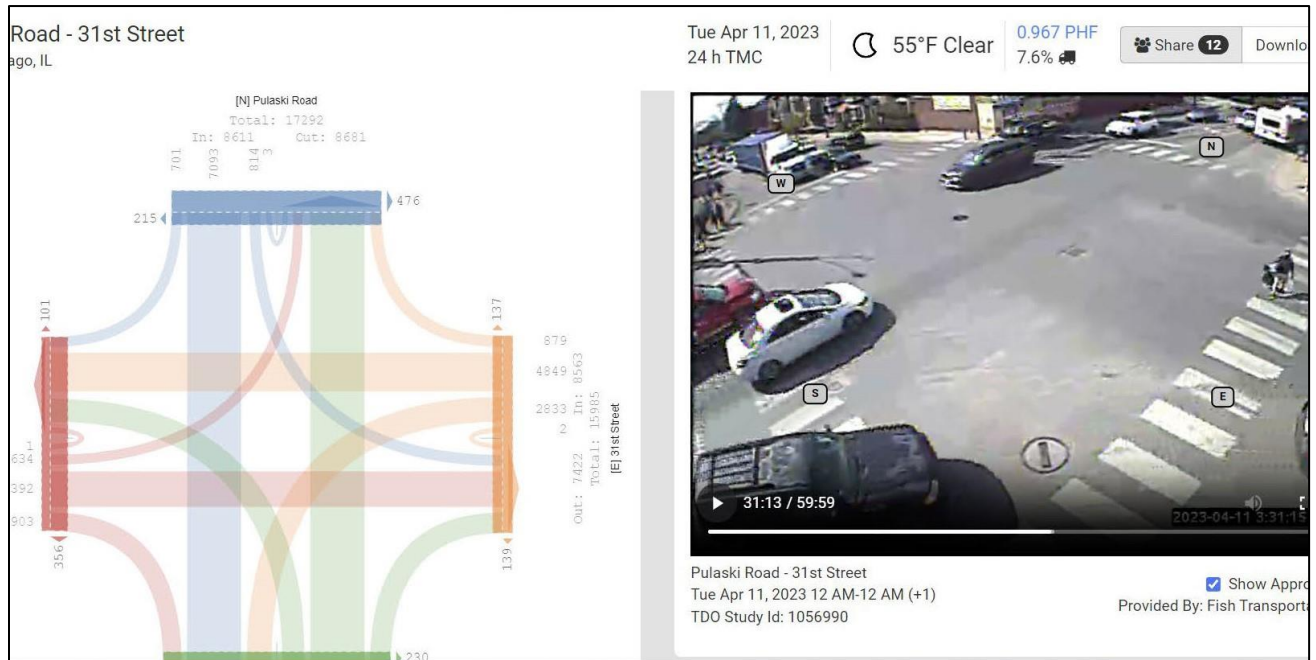 Road - 31st Street
ago, IL
Tue Apr 11, 2023
24 h TMC
55°F Clear
0.967 PHF
7.6%
Share 12
Downlo
[N] Pulaski Road
Total: 17292
In: 8611 Out: 8681
701
7093
814
3
476
215
101
137
879
4849
2833
2
In: 8563
Total: 15985
Out: 7422
[E] 31st Street
1
634
392
903
356
139
230
W
N
S
E
31:13 / 59:59
2023-04-11 3:31:15
Pulaski Road - 31st Street
Tue Apr 11, 2023 12 AM-12 AM (+1)
TDO Study Id: 1056990
Show Appro
Provided By: Fish Transporta